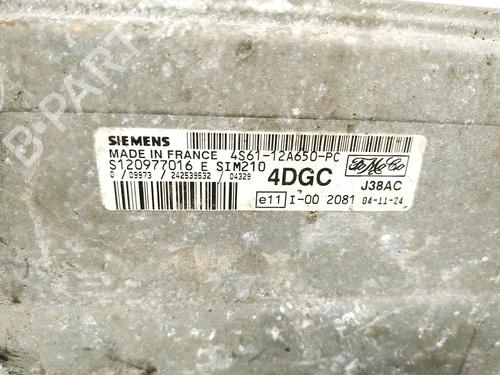 B-PARTS
SIEMENS
MADE IN FRANCE 4S61-12A650-PC
S120977016 E SIM210
0 / 09973 / 242539532 / 04329
4DGC
FoMoCo
J38AC
e11 I-00 2081 04-11-24